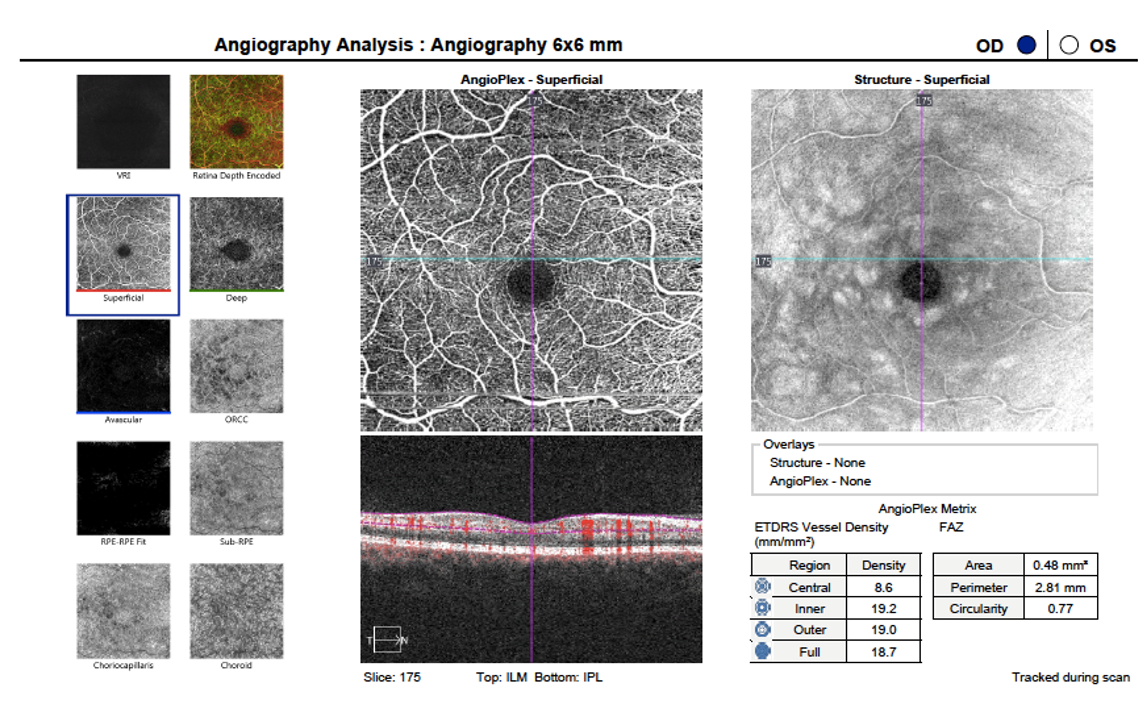 Angiography Analysis : Angiography 6x6 mm
OD OS
VRI
Retina Depth Encoded
Superficial
Deep
Avascular
ORCC
RPE-RPE Fit
Sub-RPE
Choriocapillaris
Choroid
AngioPlex - Superficial
175
175
T N
Slice: 175 Top: ILM Bottom: IPL
Structure - Superficial
175
175
Overlays
Structure - None
AngioPlex - None
AngioPlex Metrix
ETDRS Vessel Density
(mm/mm²)
Region Density
Central 8.6
Inner 19.2
Outer 19.0
Full 18.7
FAZ
Area 0.48 mm²
Perimeter 2.81 mm
Circularity 0.77
Tracked during scan